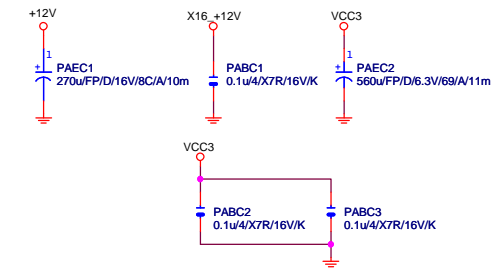 +12V
X16_+12V
VCC3
1
+
PAEC1
270u/FP/D/16V/8C/A/10m
PABC1
0.1u/4/X7R/16V/K
1
+
PAEC2
560u/FP/D/6.3V/69/A/11m
VCC3
PABC2
0.1u/4/X7R/16V/K
PABC3
0.1u/4/X7R/16V/K